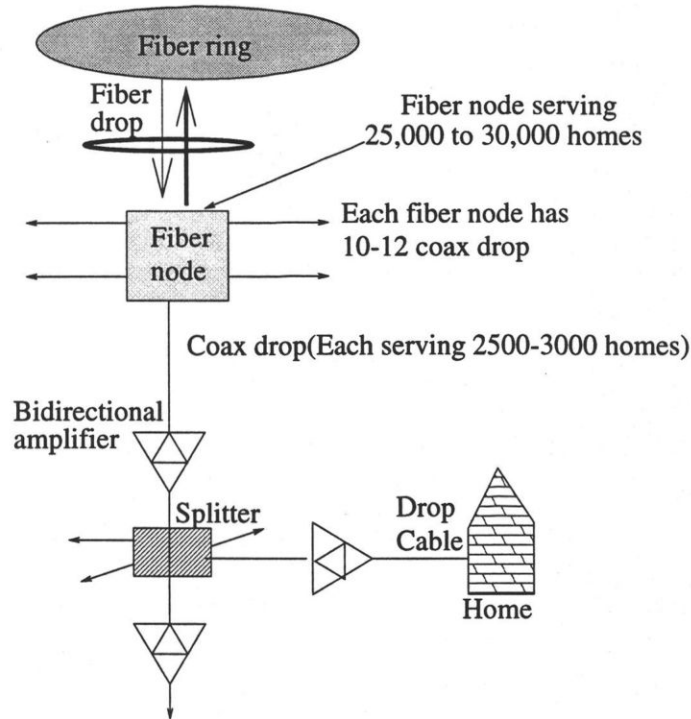 Fiber ring
Fiber
drop
Fiber node serving
25,000 to 30,000 homes
Each fiber node has
10-12 coax drop
Fiber
node
Coax drop(Each serving 2500-3000 homes)
Bidirectional
amplifier
Splitter
Drop
Cable
Home